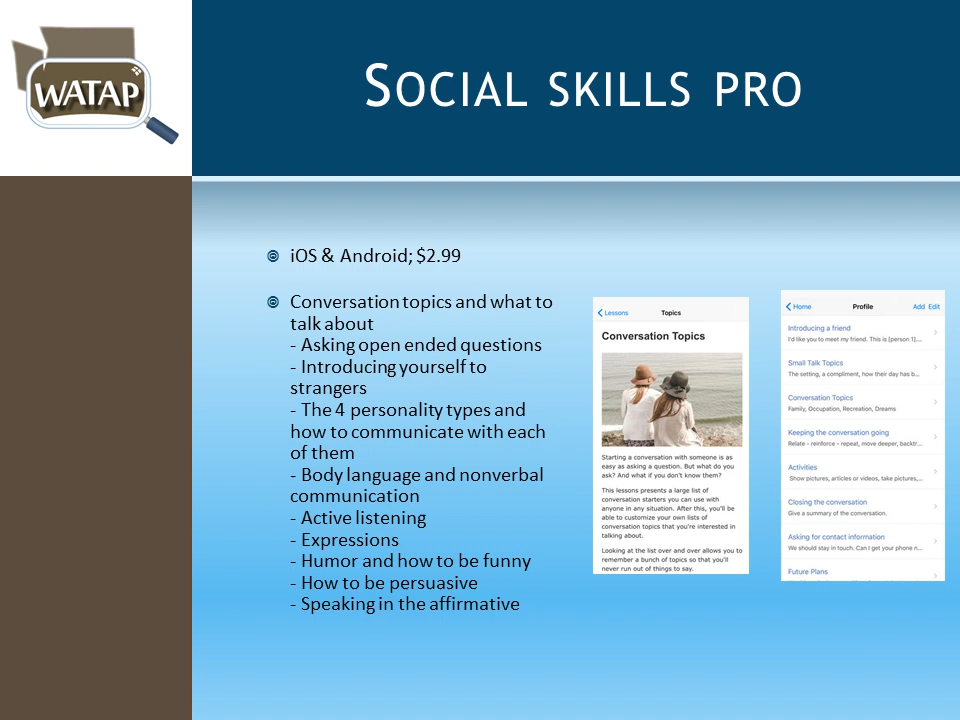 WATAP
Social skills pro
iOS & Android; $2.99
Conversation topics and what to
talk about
- Asking open ended questions
- Introducing yourself to
strangers
- The 4 personality types and
how to communicate with each
of them
- Body language and nonverbal
communication
- Active listening
- Expressions
- Humor and how to be funny
- How to be persuasive
- Speaking in the affirmative
Lessons Topics
Conversation Topics
Starting a conversation with someone is as
easy as asking a question. But what do you
ask? And what if you don't know them?
This lessons presents a large list of
conversation starters you can use with
anyone in any situation. After this, you'll be
able to customize your own lists of
conversation topics that you're interested in
talking about.
Looking at the list over and over allows you to
remember a bunch of topics so that you'll
never run out of things to say.
Home Profile Add Edit
Introducing a friend
I'd like you to meet my friend. This is [person 1]....
Small Talk Topics
The setting, a compliment, how their day has b...
Conversation Topics
Family, Occupation, Recreation, Dreams
Keeping the conversation going
Relate - reinforce - repeat, move deeper, backtr...
Activities
Show pictures, articles or videos, take pictures,...
Closing the conversation
Give a summary of the conversation.
Asking for contact information
We should stay in touch. Can I get your phone n...
Future Plans